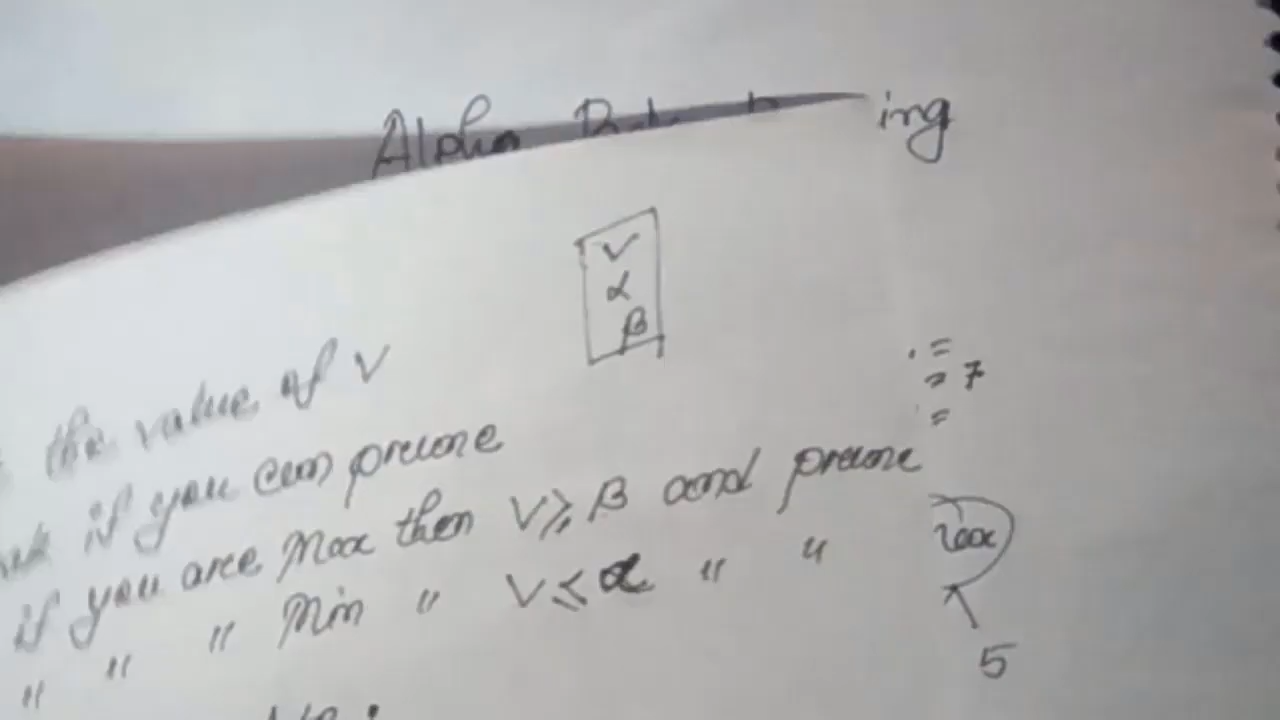 Alpha ing
V
α
β
the value of V
=
= 7
=
if you can prune
if you are Max then V ≥ β and prune
" " " Min " V ≤ α " "
max
5